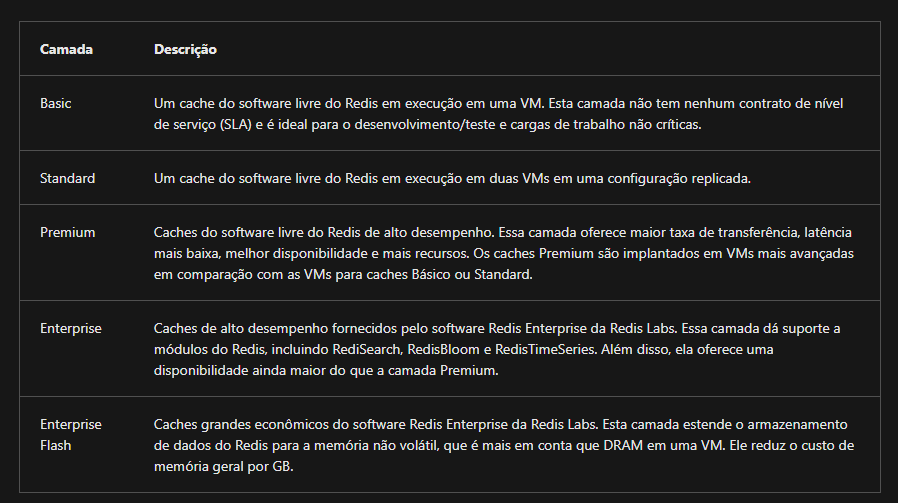 Camada Descrição
Basic Um cache do software livre do Redis em execução em uma VM. Esta camada não tem nenhum contrato de nível
de serviço (SLA) e é ideal para o desenvolvimento/teste e cargas de trabalho não críticas.
Standard Um cache do software livre do Redis em execução em duas VMs em uma configuração replicada.
Premium Caches do software livre do Redis de alto desempenho. Essa camada oferece maior taxa de transferência, latência
mais baixa, melhor disponibilidade e mais recursos. Os caches Premium são implantados em VMs mais avançadas
em comparação com as VMs para caches Básico ou Standard.
Enterprise Caches de alto desempenho fornecidos pelo software Redis Enterprise da Redis Labs. Essa camada dá suporte a
módulos do Redis, incluindo RediSearch, RedisBloom e RedisTimeSeries. Além disso, ela oferece uma
disponibilidade ainda maior do que a camada Premium.
Enterprise Caches grandes econômicos do software Redis Enterprise da Redis Labs. Esta camada estende o armazenamento
Flash de dados do Redis para a memória não volátil, que é mais em conta que DRAM em uma VM. Ele reduz o custo de
memória geral por GB.